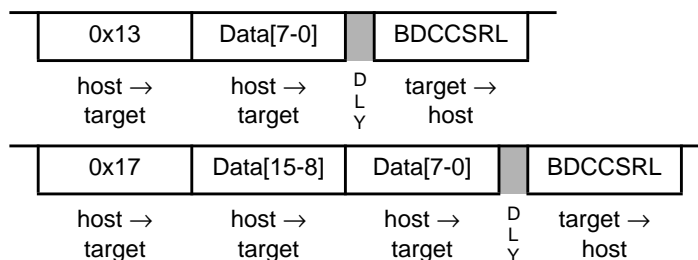 0x13 Data[7-0] BDCCSRL
host → host → D target →
target target L host
Y
0x17 Data[15-8] Data[7-0] BDCCSRL
host → host → host → D target →
target target target L host
Y